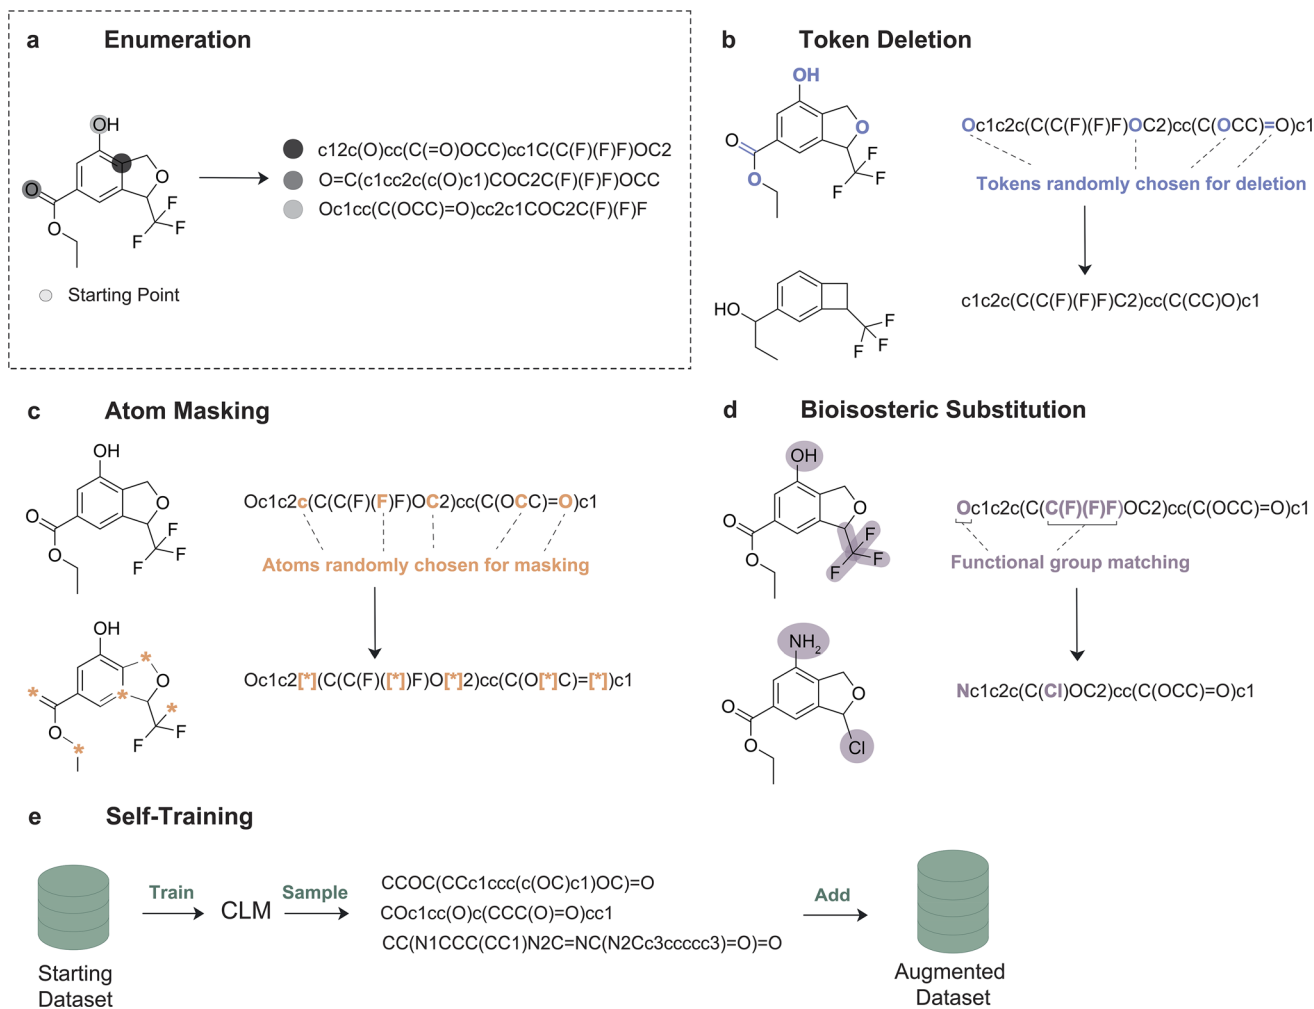 a Enumeration
OH
O
O
O
F
F
F
c12c(O)cc(C(=O)OCC)cc1C(C(F)(F)F)OC2
O=C(c1cc2c(c(O)c1)COC2C(F)(F)F)OCC
Oc1cc(C(OCC)=O)cc2c1COC2C(F)(F)F
Starting Point
b Token Deletion
OH
O
O
O
F
F
F
Oc1c2c(C(C(F)(F)F)OC2)cc(C(OCC)=O)c1
Tokens randomly chosen for deletion
HO
F
F
F
c1c2c(C(C(F)(F)F)C2)cc(C(CC)O)c1
c Atom Masking
OH
O
O
O
F
F
F
Oc1c2c(C(C(F)(F)F)OC2)cc(C(OCC)=O)c1
Atoms randomly chosen for masking
OH
*
O
*
*
*
O
F
F
*
Oc1c2[*](C(C(F)([*])F)O[*]2)cc(C(O[*]C)=[*])c1
d Bioisosteric Substitution
OH
O
O
O
F
F
F
Oc1c2c(C(C(F)(F)F)OC2)cc(C(OCC)=O)c1
Functional group matching
NH2
O
O
O
Cl
Nc1c2c(C(Cl)OC2)cc(C(OCC)=O)c1
e Self-Training
Starting
Dataset
Train
CLM
Sample
CCOC(CCc1ccc(c(OC)c1)OC)=O
COc1cc(O)c(CCC(O)=O)cc1
CC(N1CCC(CC1)N2C=NC(N2Cc3ccccc3)=O)=O
Add
Augmented
Dataset